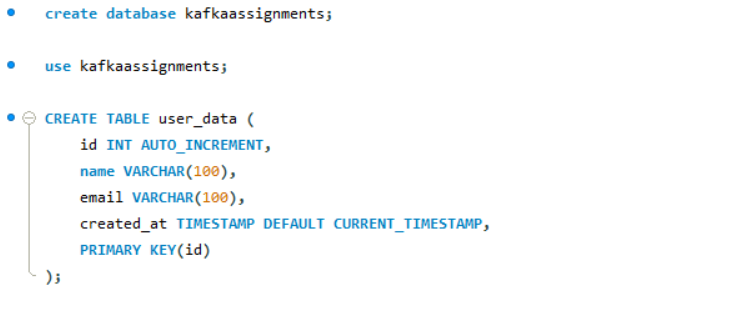 create database kafkaassignments;
use kafkaassignments;
CREATE TABLE user_data (
id INT AUTO_INCREMENT,
name VARCHAR(100),
email VARCHAR(100),
created_at TIMESTAMP DEFAULT CURRENT_TIMESTAMP,
PRIMARY KEY(id)
);